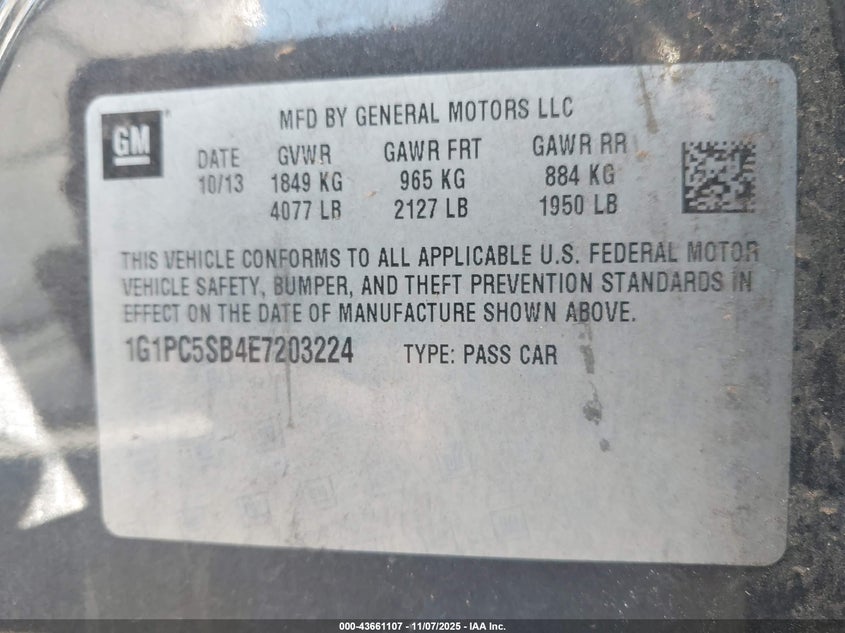 GM
MFD BY GENERAL MOTORS LLC
DATE GVWR GAWR FRT GAWR RR
10/13 1849 KG 965 KG 884 KG
4077 LB 2127 LB 1950 LB
THIS VEHICLE CONFORMS TO ALL APPLICABLE U.S. FEDERAL MOTOR
VEHICLE SAFETY, BUMPER, AND THEFT PREVENTION STANDARDS IN
EFFECT ON THE DATE OF MANUFACTURE SHOWN ABOVE.
1G1PC5SB4E7203224 TYPE: PASS CAR
000-43661107 - 11/07/2025 - IAA Inc.